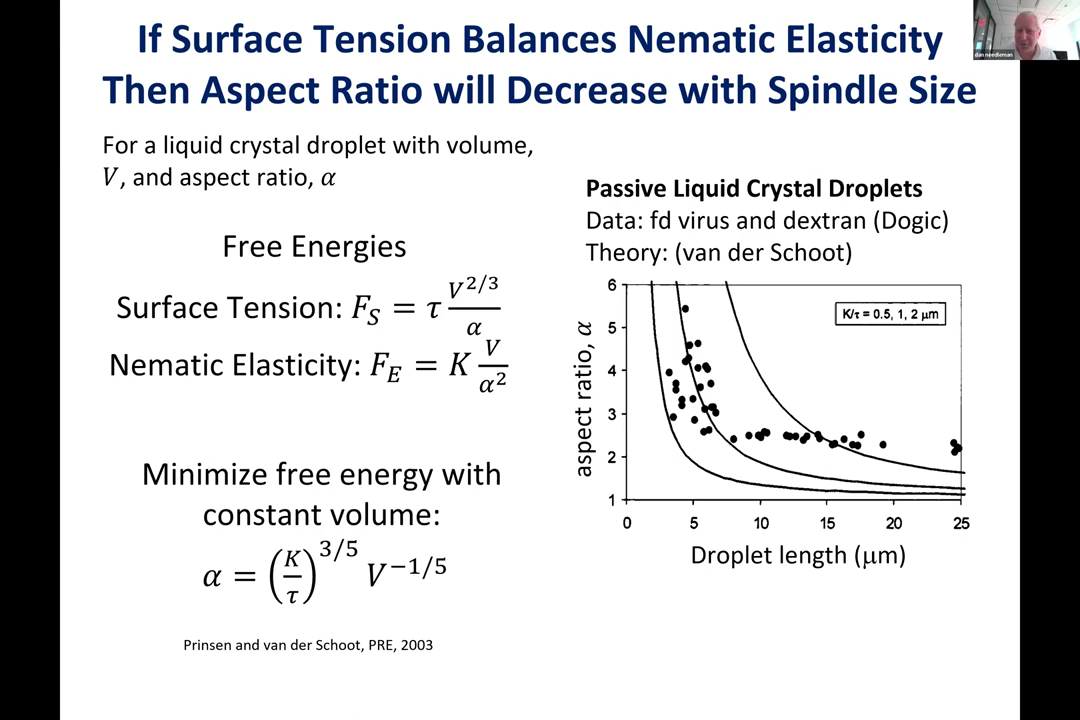 If Surface Tension Balances Nematic Elasticity
Then Aspect Ratio will Decrease with Spindle Size
dan needleman
For a liquid crystal droplet with volume,
V, and aspect ratio, α
Free Energies
Surface Tension: F_S = τ V^{2/3}/α
Nematic Elasticity: F_E = K V/α^2
Minimize free energy with
constant volume:
α = (K/τ)^{3/5} V^{-1/5}
Prinsen and van der Schoot, PRE, 2003
Passive Liquid Crystal Droplets
Data: fd virus and dextran (Dogic)
Theory: (van der Schoot)
K/τ = 0.5, 1, 2 μm
aspect ratio, α
6
5
4
3
2
1
0 5 10 15 20 25
Droplet length (μm)